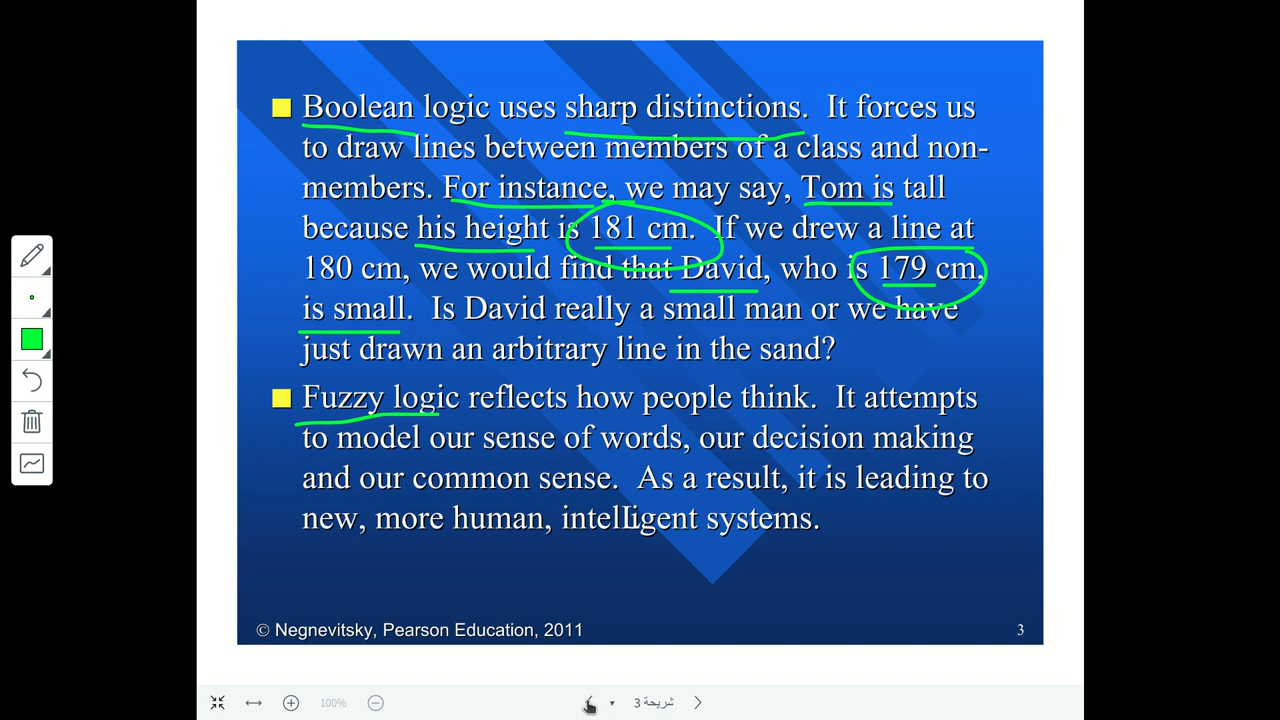 Boolean logic uses sharp distinctions. It forces us
to draw lines between members of a class and non-
members. For instance, we may say, Tom is tall
because his height is 181 cm. If we drew a line at
180 cm, we would find that David, who is 179 cm,
is small. Is David really a small man or we have
just drawn an arbitrary line in the sand?
Fuzzy logic reflects how people think. It attempts
to model our sense of words, our decision making
and our common sense. As a result, it is leading to
new, more human, intelligent systems.
© Negnevitsky, Pearson Education, 2011
3
100%
شريحة 3